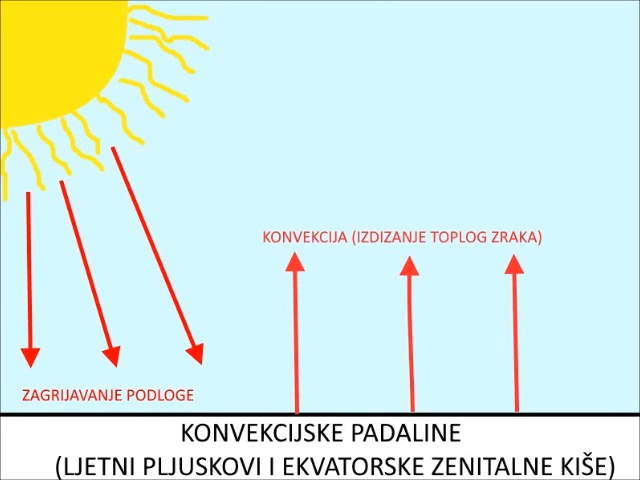 KONVEKCIJA (IZDIZANJE TOPLOG ZRAKA)
ZAGRIJAVANJE PODLOGE
KONVEKCIJSKE PADALINE
(LJETNI PLJUSKOVI I EKVATORSKE ZENITALNE KIŠE)